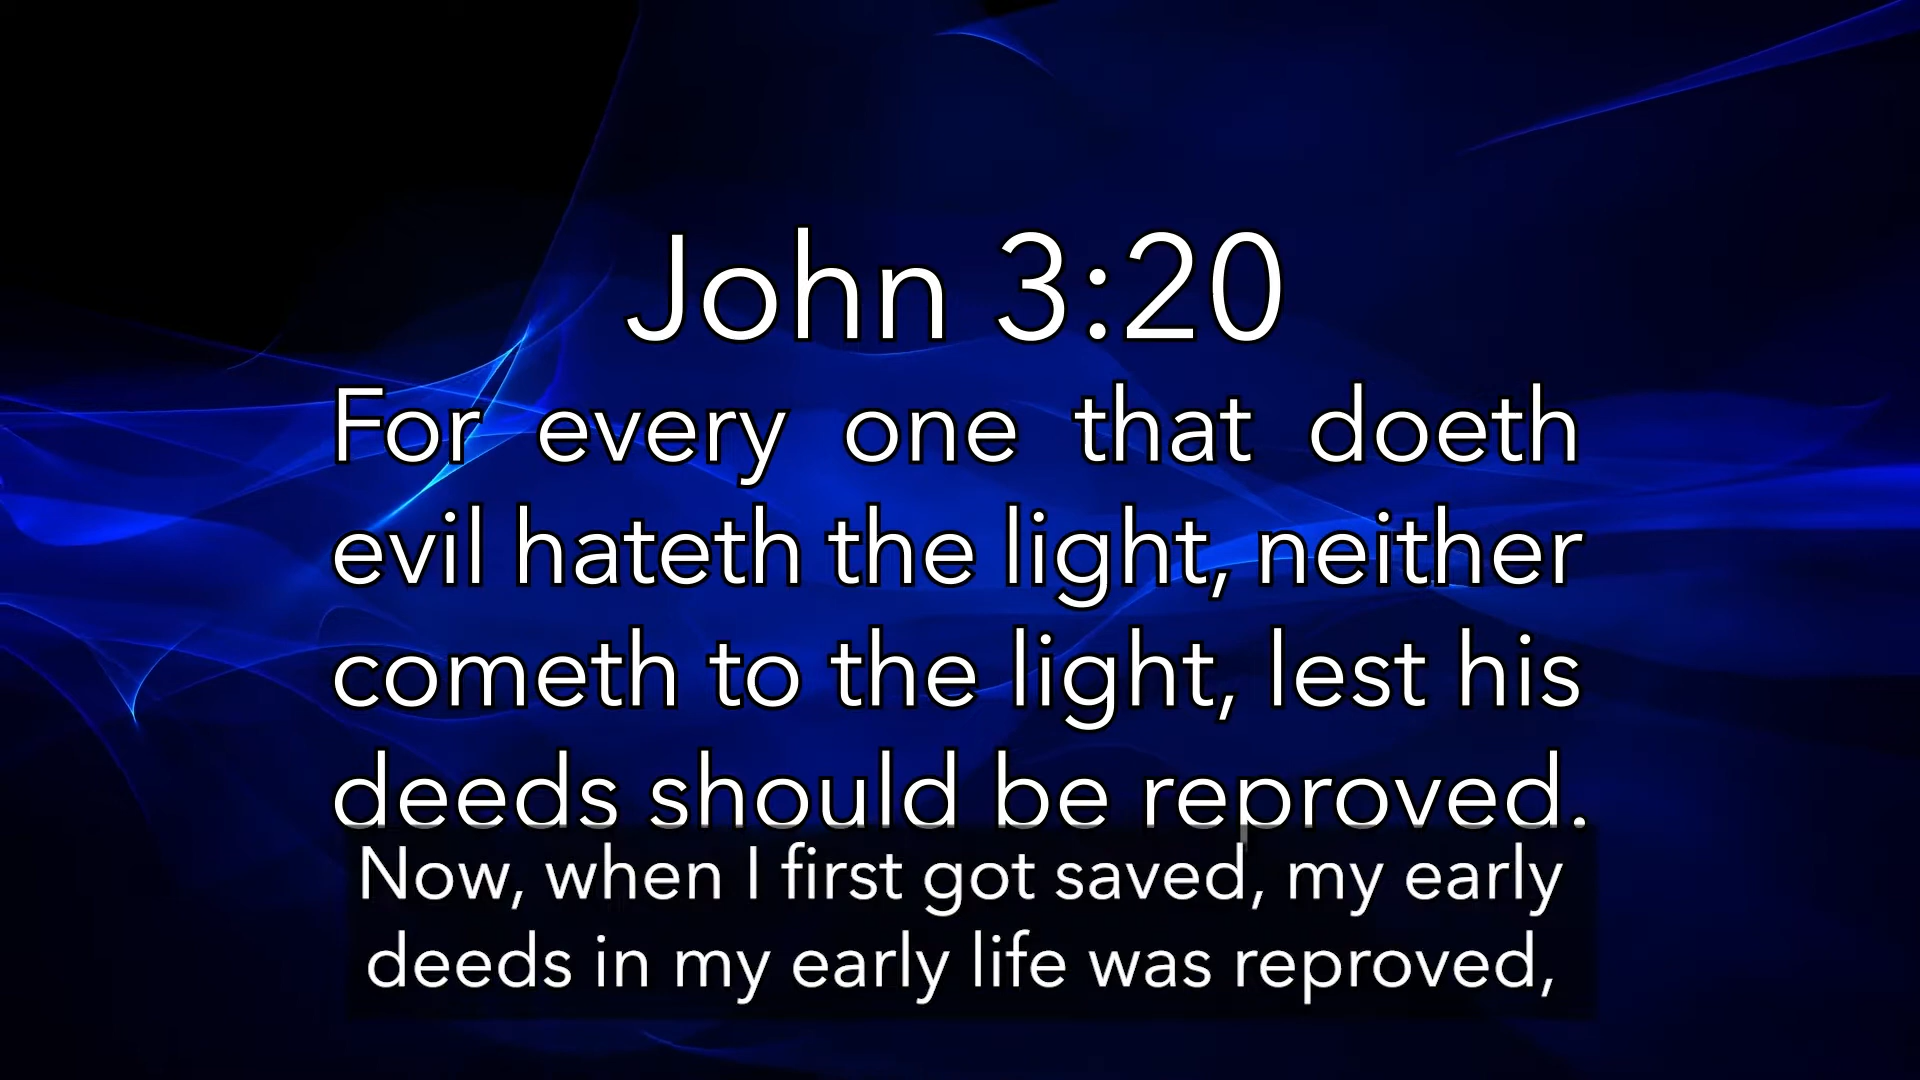 John 3:20
For every one that doeth
evil hateth the light, neither
cometh to the light, lest his
deeds should be reproved.
Now, when I first got saved, my early
deeds in my early life was reproved,